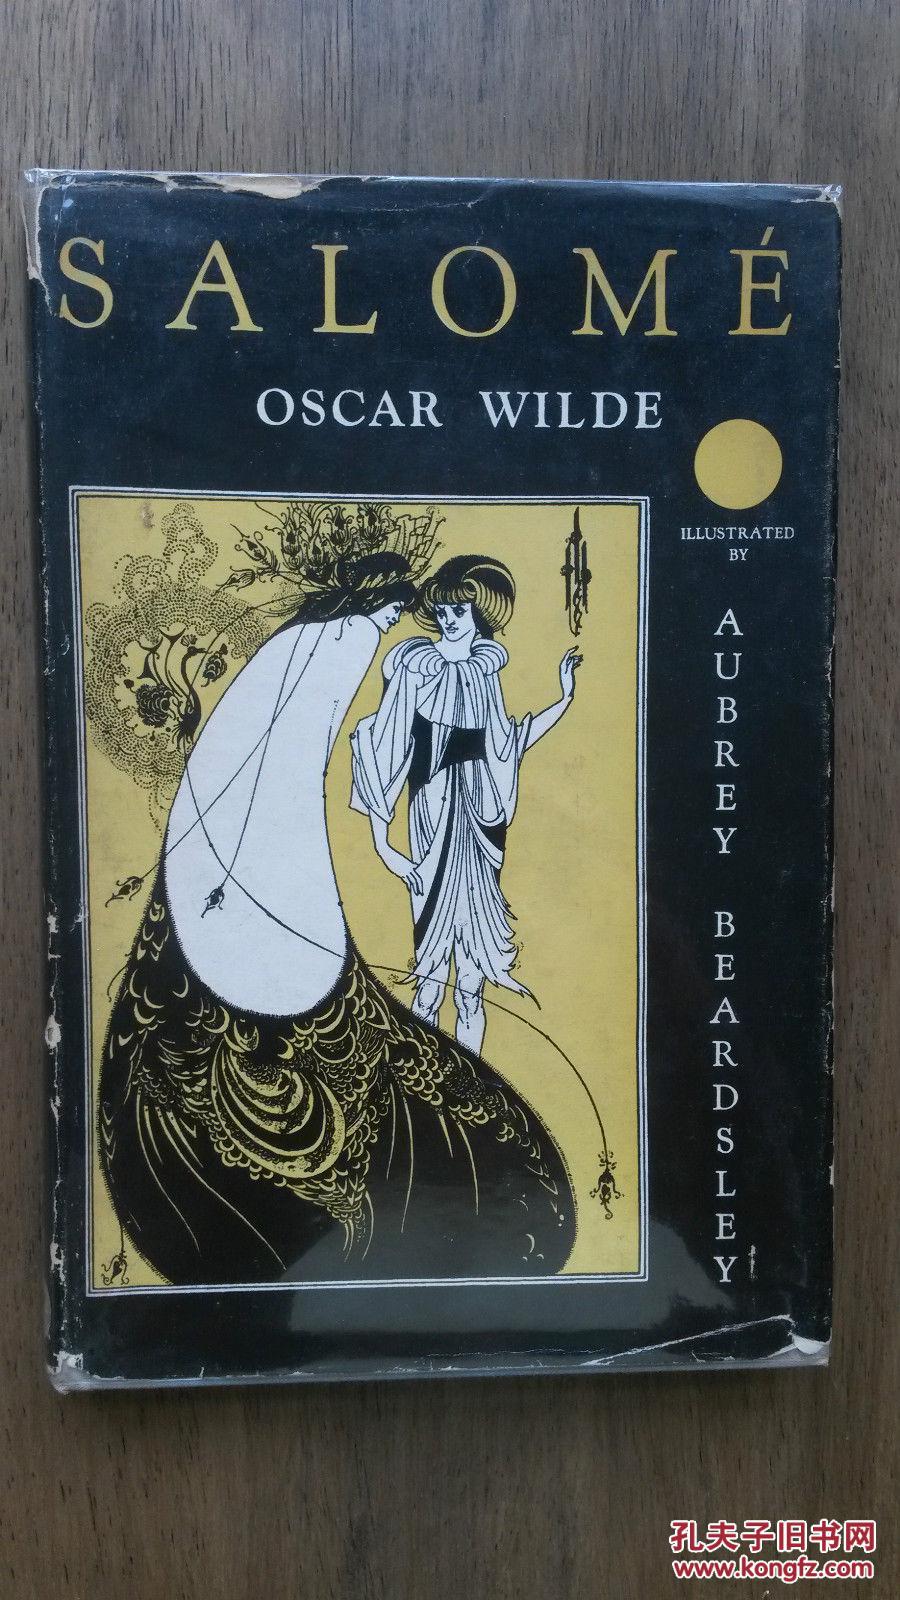 SALOMÉ
OSCAR WILDE
ILLUSTRATED
BY
AUBREY BEARDSLEY
孔夫子旧书网
www.kongfz.com